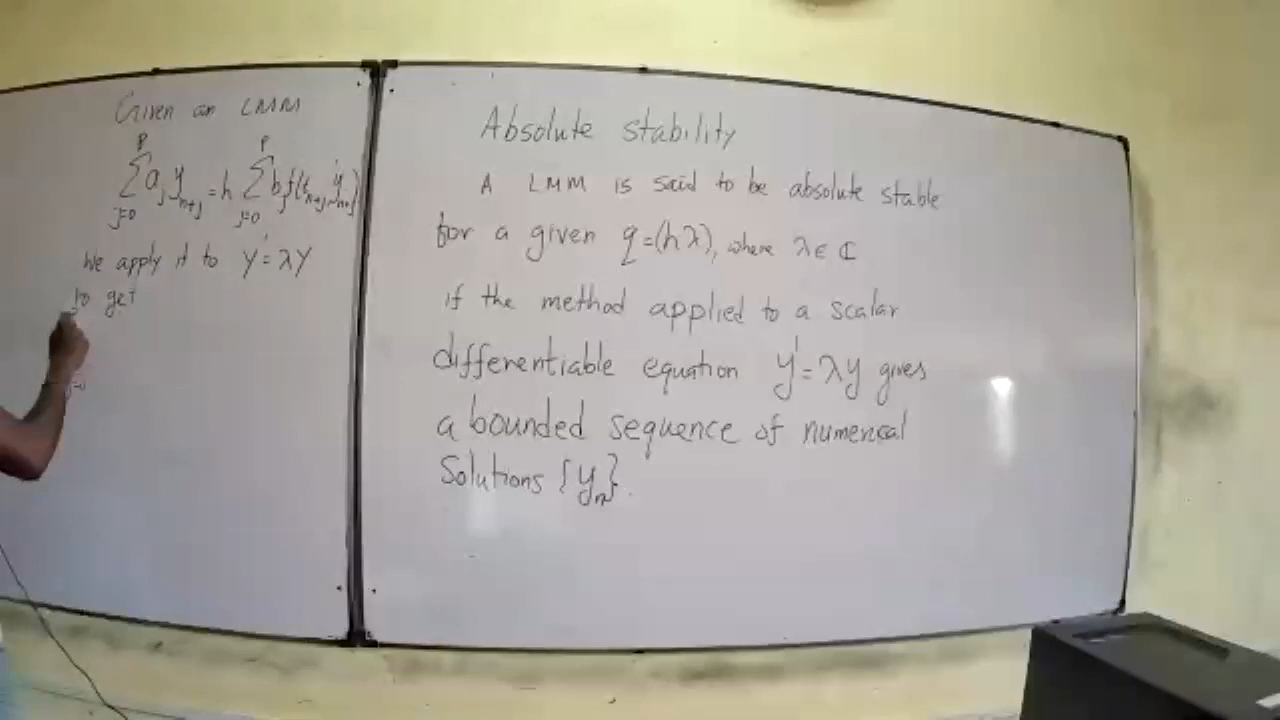 Given an LMM
p p
∑ a_j y_{n+j} = h ∑ b_j f(t_{n+j}, y_{n+j})
j=0 j=0
We apply it to y' = λy
to get
Absolute stability
A LMM is said to be absolute stable
for a given q=(hλ), where λ∈ℂ
if the method applied to a scalar
differentiable equation y'=λy gives
a bounded sequence of numerical
Solutions {y_n}.